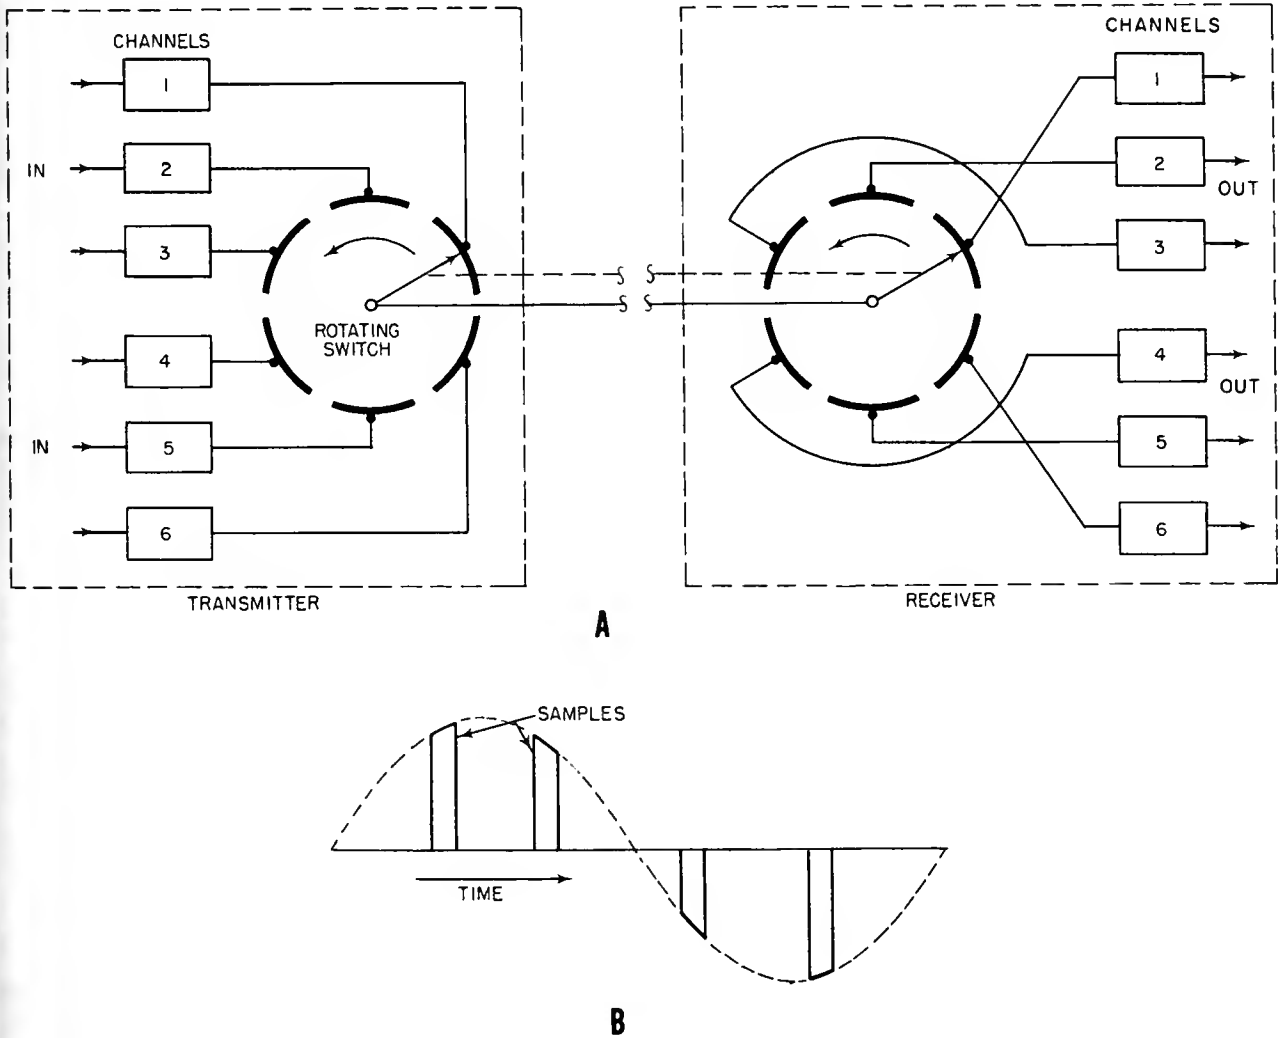 CHANNELS
1
IN
2
3
4
IN
5
6
ROTATING
SWITCH
TRANSMITTER
CHANNELS
1
2
OUT
3
4
OUT
5
6
RECEIVER
A
SAMPLES
TIME
B